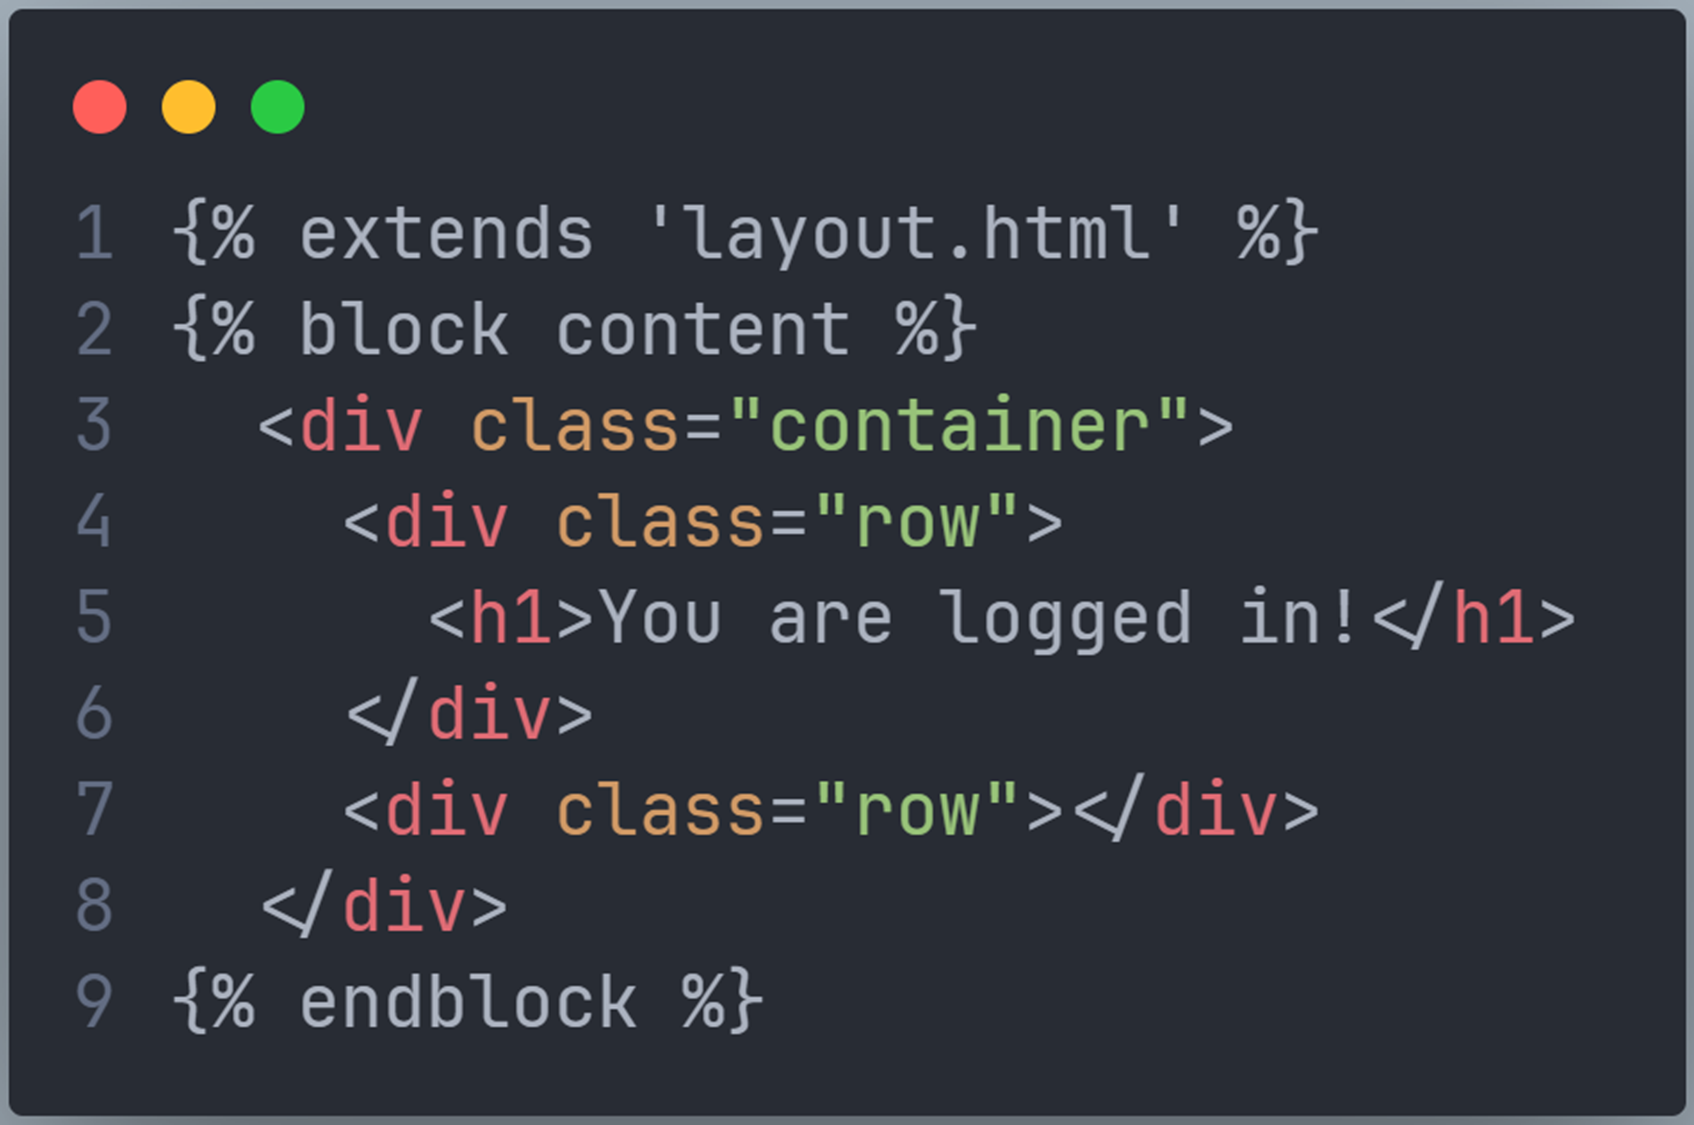 1 {% extends 'layout.html' %}
2 {% block content %}
3   <div class="container">
4     <div class="row">
5       <h1>You are logged in!</h1>
6     </div>
7     <div class="row"></div>
8   </div>
9 {% endblock %}